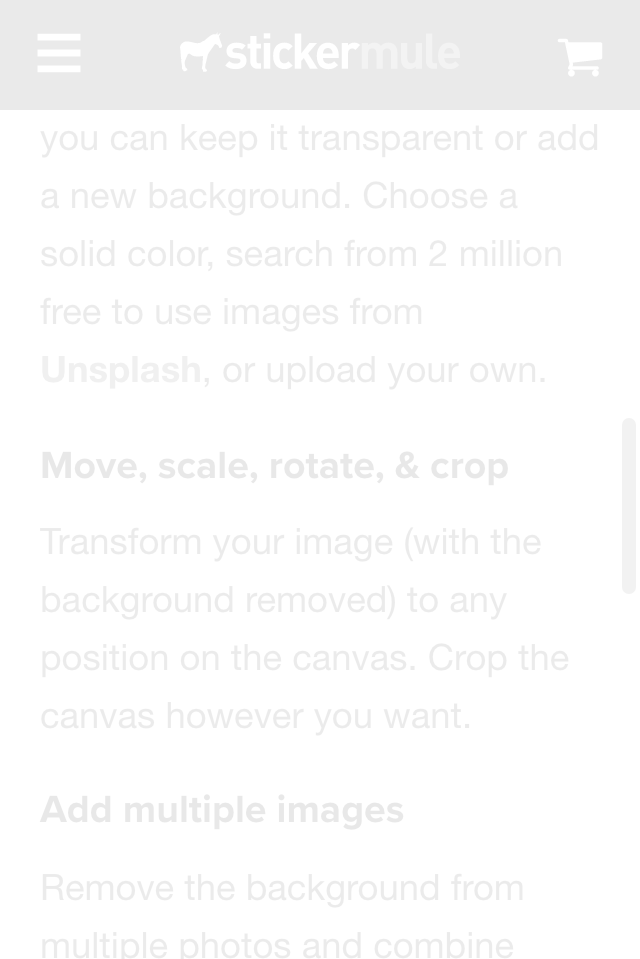 stickermule
you can keep it transparent or add
a new background. Choose a
solid color, search from 2 million
free to use images from
Unsplash, or upload your own.
Move, scale, rotate, & crop
Transform your image (with the
background removed) to any
position on the canvas. Crop the
canvas however you want.
Add multiple images
Remove the background from
multiple photos and combine